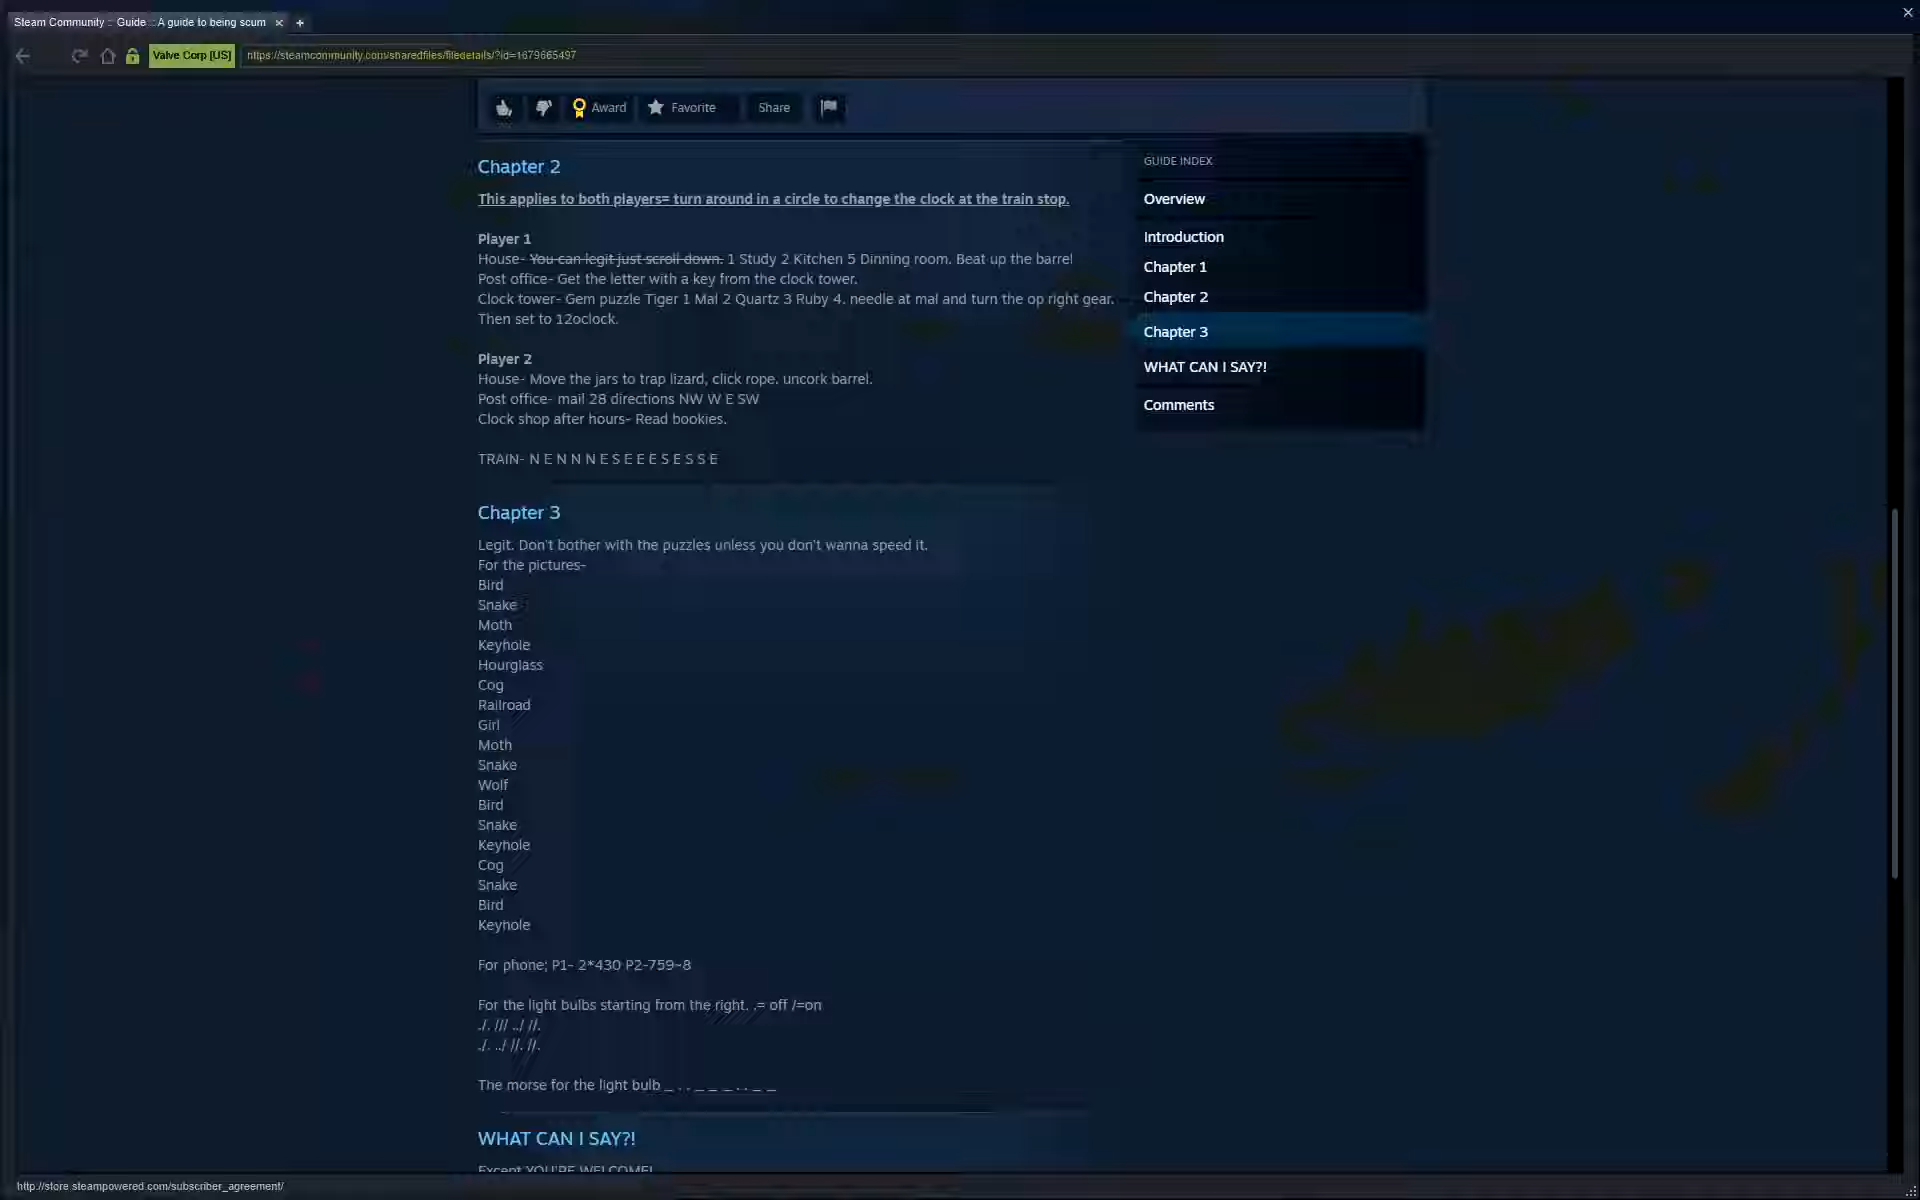 Steam Community :: Guide :: A guide to being scum
Valve Corp [US]
https://steamcommunity.com/sharedfiles/filedetails/?id=1679665497
Award
Favorite
Share
Chapter 2
This applies to both players= turn around in a circle to change the clock at the train stop.
Player 1
House- You can legit just scroll down. 1 Study 2 Kitchen 5 Dinning room. Beat up the barrel
Post office- Get the letter with a key from the clock tower.
Clock tower- Gem puzzle Tiger 1 Mal 2 Quartz 3 Ruby 4. needle at mal and turn the op right gear.
Then set to 12oclock.
Player 2
House- Move the jars to trap lizard, click rope. uncork barrel.
Post office- mail 28 directions NW W E SW
Clock shop after hours- Read bookies.
TRAIN- N E N N N E S E E E S E S S E
Chapter 3
Legit. Don't bother with the puzzles unless you don't wanna speed it.
For the pictures-
Bird
Snake
Moth
Keyhole
Hourglass
Cog
Railroad
Girl
Moth
Snake
Wolf
Bird
Snake
Keyhole
Cog
Snake
Bird
Keyhole
For phone; P1- 2*430 P2-759~8
For the light bulbs starting from the right. .= off /=on
./. /// ../ //.
./. ../ //. //.
The morse for the light bulb _ . . _ _ _ . . _ _
WHAT CAN I SAY?!
Except YOU'RE WELCOME!
GUIDE INDEX
Overview
Introduction
Chapter 1
Chapter 2
Chapter 3
WHAT CAN I SAY?!
Comments
http://store.steampowered.com/subscriber_agreement/